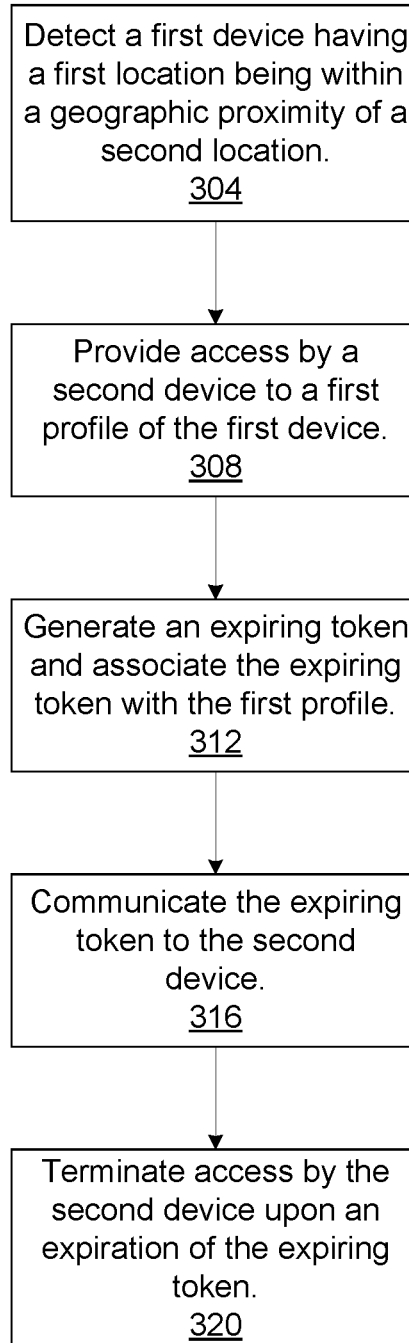 Detect a first device having
a first location being within
a geographic proximity of a
second location.
304
Provide access by a
second device to a first
profile of the first device.
308
Generate an expiring token
and associate the expiring
token with the first profile.
312
Communicate the expiring
token to the second
device.
316
Terminate access by the
second device upon an
expiration of the expiring
token.
320